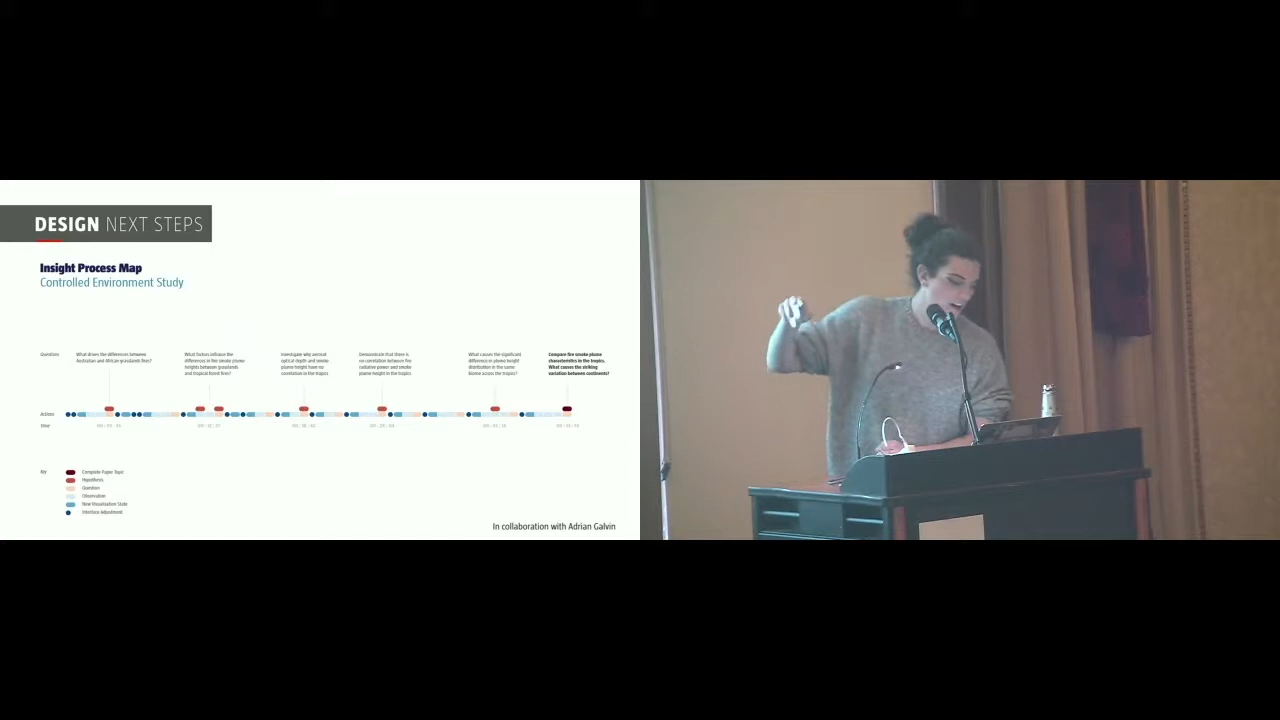 DESIGN NEXT STEPS
Insight Process Map
Controlled Environment Study
Questions
What drives the differences between
Australian and African grasslands fires?
What factors influence the
differences in fire smoke plume
heights between grasslands
and tropical forest fires?
Investigate why aerosol
optical depth and smoke
plume height have no
correlation in the tropics
Demonstrate that there is
no correlation between fire
radiative power and smoke
plume height in the tropics
What causes the significant
difference in plume height
distribution in the same
biome across the tropics?
Compare fire smoke plume
characteristics in the tropics.
What causes the striking
variation between continents?
Actions
Time
Key
Complete Paper Topic
Hypothesis
Question
Observation
New Visualization State
Interface Adjustment
In collaboration with Adrian Galvin